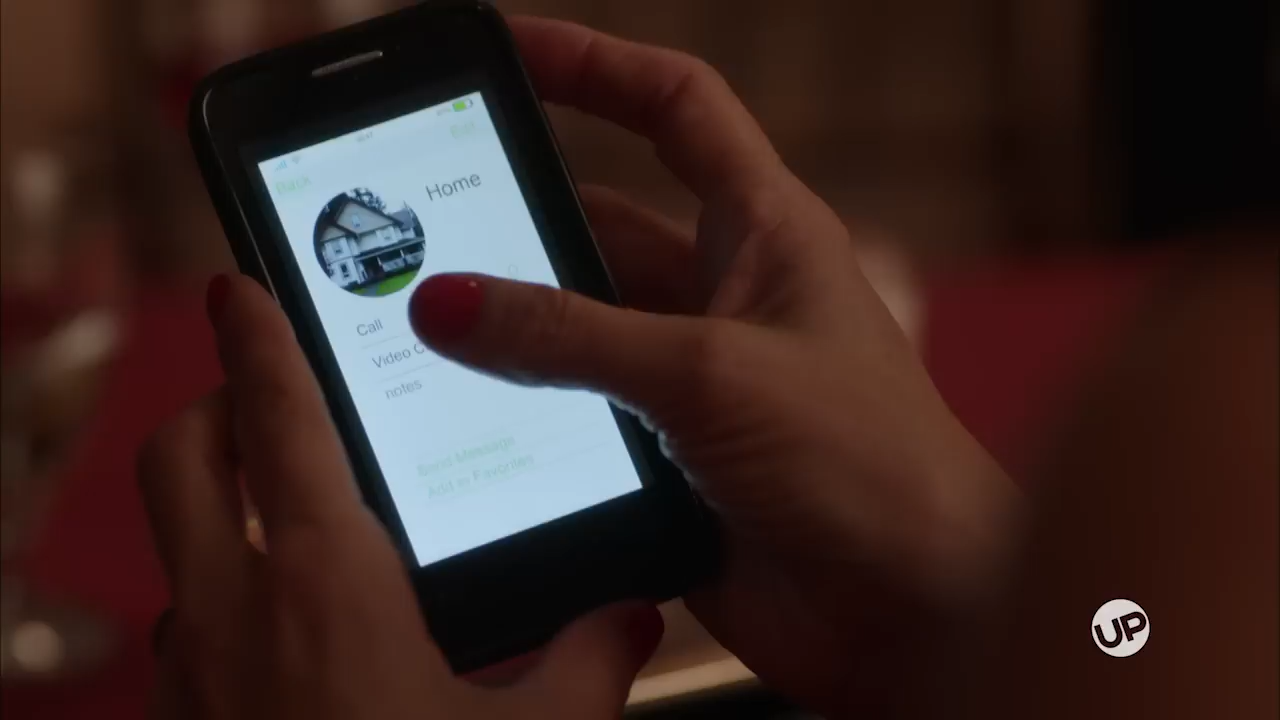 Back
Home
Call
Video
notes
Send Message
Add to Favorites
UP